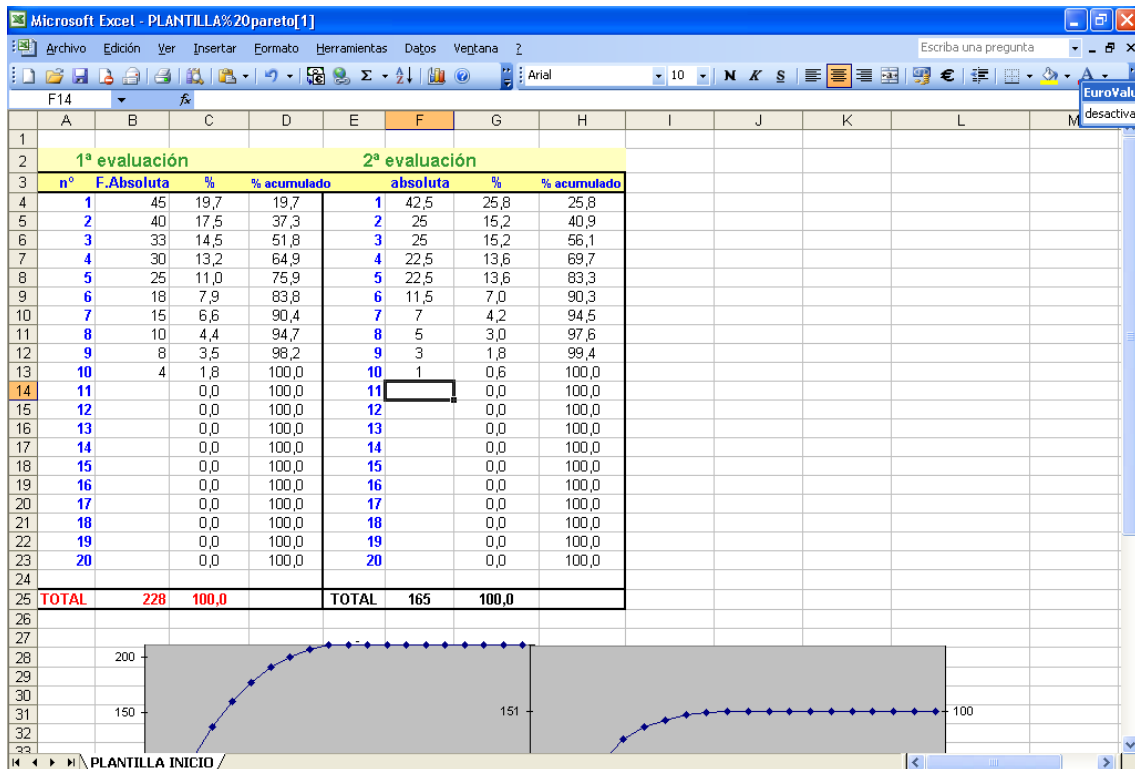 Microsoft Excel - PLANTILLA%20pareto[1]
Archivo Edición Ver Insertar Formato Herramientas Datos Ventana ? Escriba una pregunta
Σ Arial 10 N K S € A
EuroValu
F14 fx
desactiva
A B C D E F G H I J K L M
1
2 1ª evaluación 2ª evaluación
3 n° F.Absoluta % % acumulado absoluta % % acumulado
4 1 45 19,7 19,7 1 42,5 25,8 25,8
5 2 40 17,5 37,3 2 25 15,2 40,9
6 3 33 14,5 51,8 3 25 15,2 56,1
7 4 30 13,2 64,9 4 22,5 13,6 69,7
8 5 25 11,0 75,9 5 22,5 13,6 83,3
9 6 18 7,9 83,8 6 11,5 7,0 90,3
10 7 15 6,6 90,4 7 7 4,2 94,5
11 8 10 4,4 94,7 8 5 3,0 97,6
12 9 8 3,5 98,2 9 3 1,8 99,4
13 10 4 1,8 100,0 10 1 0,6 100,0
14 11 0,0 100,0 11 0,0 100,0
15 12 0,0 100,0 12 0,0 100,0
16 13 0,0 100,0 13 0,0 100,0
17 14 0,0 100,0 14 0,0 100,0
18 15 0,0 100,0 15 0,0 100,0
19 16 0,0 100,0 16 0,0 100,0
20 17 0,0 100,0 17 0,0 100,0
21 18 0,0 100,0 18 0,0 100,0
22 19 0,0 100,0 19 0,0 100,0
23 20 0,0 100,0 20 0,0 100,0
24
25 TOTAL 228 100,0 TOTAL 165 100,0
26
27
28 200
29
30
31 150 151 100
32
33
PLANTILLA INICIO